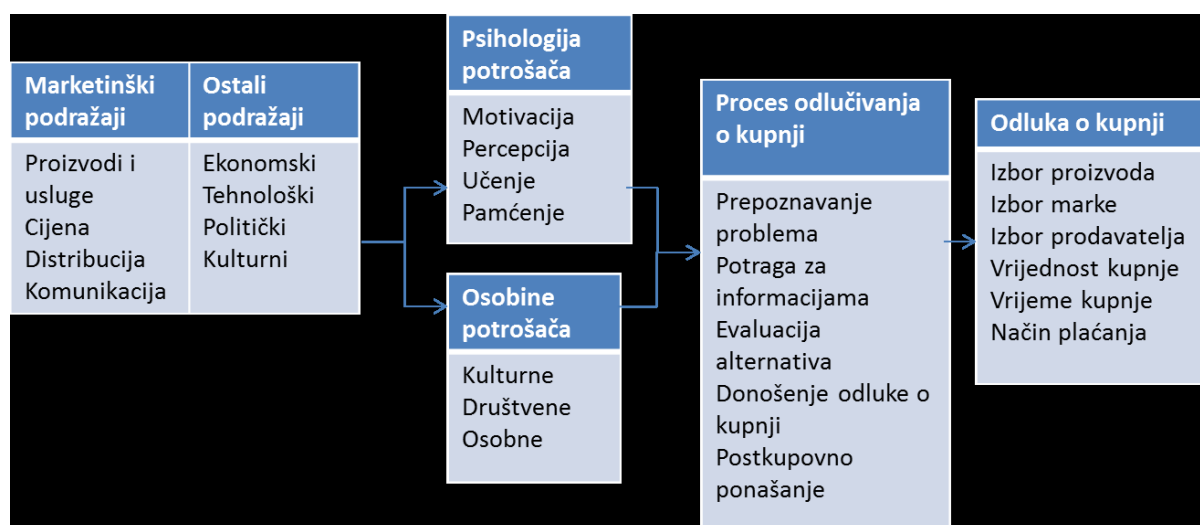 Marketinški
podražaji
Proizvodi i
usluge
Cijena
Distribucija
Komunikacija
Ostali
podražaji
Ekonomski
Tehnološki
Politički
Kulturni
Psihologija
potrošača
Motivacija
Percepcija
Učenje
Pamćenje
Osobine
potrošača
Kulturne
Društvene
Osobne
Proces odlučivanja
o kupnji
Prepoznavanje
problema
Potraga za
informacijama
Evaluacija
alternativa
Donošenje odluke o
kupnji
Postkupovno
ponašanje
Odluka o kupnji
Izbor proizvoda
Izbor marke
Izbor prodavatelja
Vrijednost kupnje
Vrijeme kupnje
Način plaćanja